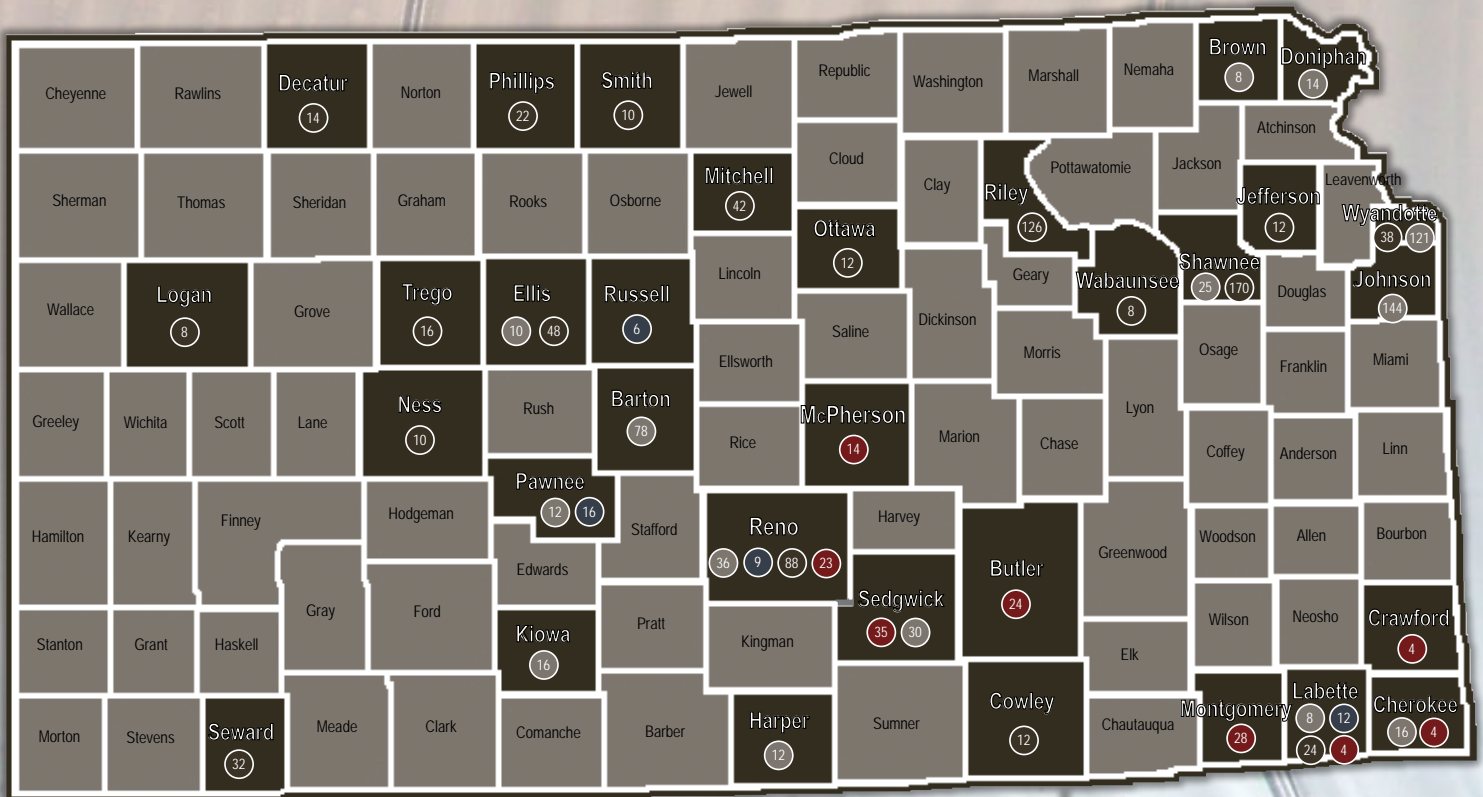 Cheyenne
Rawlins
Decatur
14
Norton
Phillips
22
Smith
10
Jewell
Republic
Washington
Marshall
Nemaha
Brown
8
Doniphan
14
Atchinson
Sherman
Thomas
Sheridan
Graham
Rooks
Osborne
Mitchell
42
Cloud
Clay
Riley
126
Pottawatomie
Jackson
Jefferson
12
Leavenworth
Wyandotte
38 121
Ottawa
12
Lincoln
Geary
Wabaunsee
8
Shawnee
25 170
Douglas
Johnson
144
Wallace
Logan
8
Grove
Trego
16
Ellis
10 48
Russell
6
Ellsworth
Saline
Dickinson
Morris
Osage
Franklin
Miami
Greeley
Wichita
Scott
Lane
Ness
10
Rush
Barton
78
Rice
McPherson
14
Marion
Chase
Lyon
Coffey
Anderson
Linn
Hamilton
Kearny
Finney
Hodgeman
Pawnee
12 16
Stafford
Reno
36 9 88 23
Harvey
Butler
24
Greenwood
Woodson
Allen
Bourbon
Edwards
Gray
Ford
Sedgwick
35 30
Stanton
Grant
Haskell
Kiowa
16
Pratt
Kingman
Elk
Wilson
Neosho
Crawford
4
Morton
Stevens
Seward
32
Meade
Clark
Comanche
Barber
Harper
12
Sumner
Cowley
12
Chautauqua
Montgomery
28
Labette
8 12
24 4
Cherokee
16 4